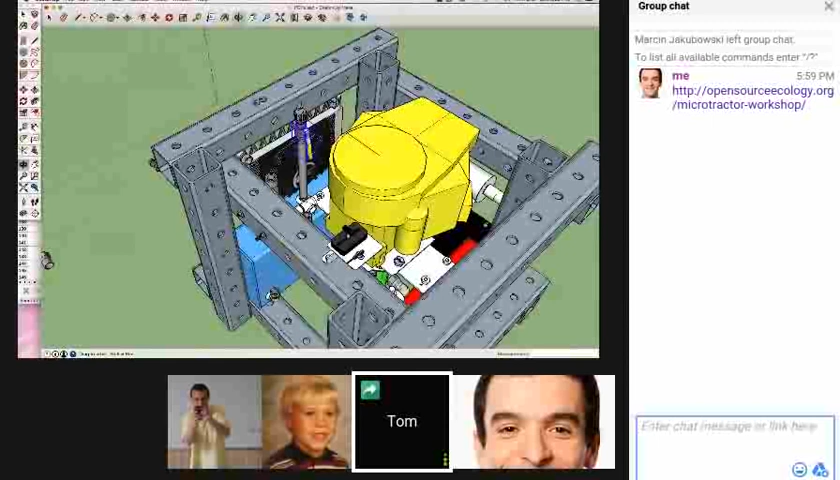 Group chat
Marcin Jakubowski left group chat.
To list all available commands enter "/?"
me 5:59 PM
http://opensourceecology.org
/microtractor-workshop/
Tom
Enter chat message or link here